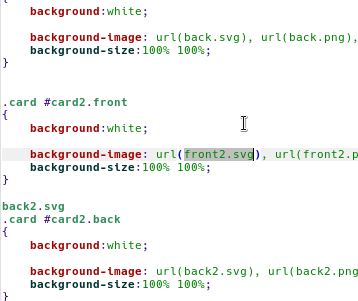 background:white;
background-image: url(back.svg), url(back.png),
background-size:100% 100%;
}
.card #card2.front
{
background:white;
background-image: url(front2.svg), url(front2.p
background-size:100% 100%;
}
back2.svg
.card #card2.back
{
background:white;
background-image: url(back2.svg), url(back2.png
background-size:100% 100%;
}